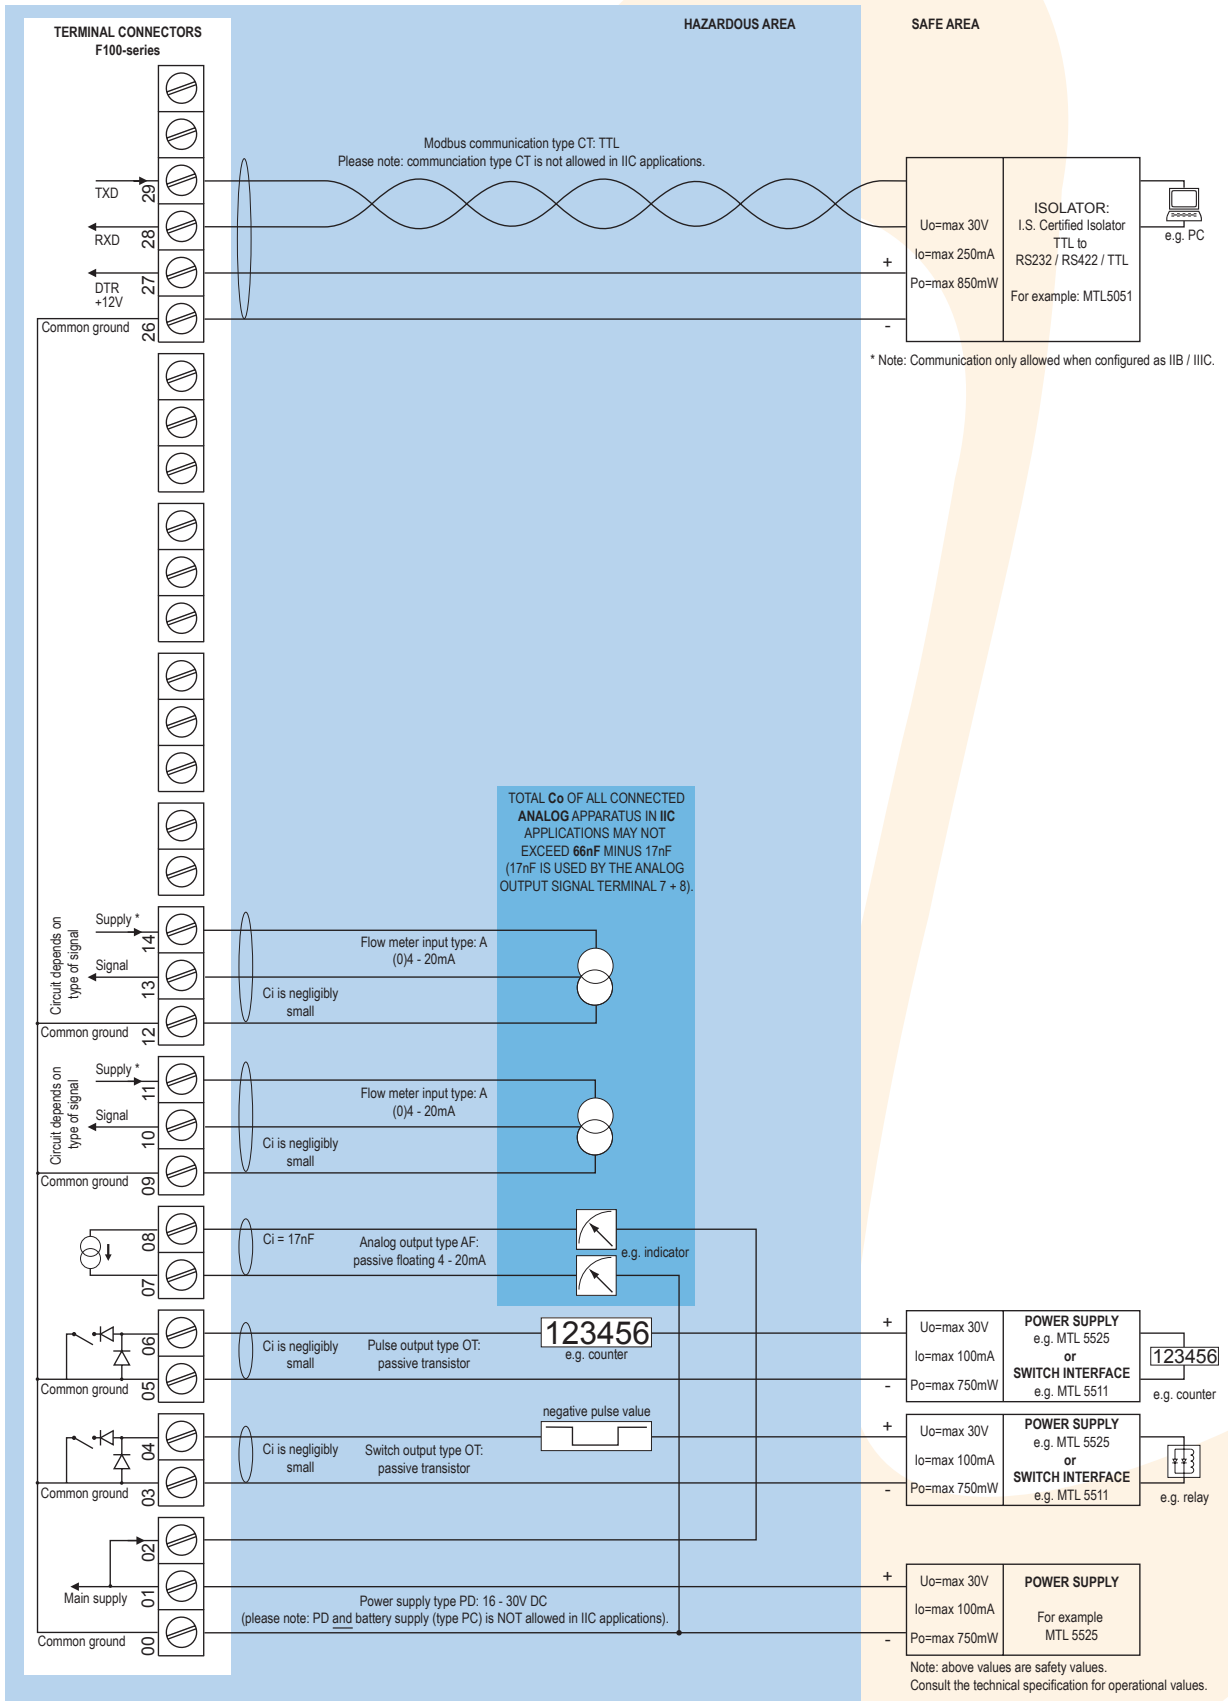 TERMINAL CONNECTORS
F100-series
HAZARDOUS AREA
SAFE AREA
Modbus communication type CT: TTL
Please note: communciation type CT is not allowed in IIC applications.
TXD
29
RXD
28
DTR
+12V
27
Common ground
26
+
-
Uo=max 30V
Io=max 250mA
Po=max 850mW
ISOLATOR:
I.S. Certified Isolator
TTL to
RS232 / RS422 / TTL
For example: MTL5051
e.g. PC
* Note: Communication only allowed when configured as IIB / IIIC.
TOTAL Co OF ALL CONNECTED
ANALOG APPARATUS IN IIC
APPLICATIONS MAY NOT
EXCEED 66nF MINUS 17nF
(17nF IS USED BY THE ANALOG
OUTPUT SIGNAL TERMINAL 7 + 8).
Circuit depends on
type of signal
Supply *
14
Signal
13
Common ground
12
Flow meter input type: A
(0)4 - 20mA
Ci is negligibly
small
Circuit depends on
type of signal
Supply *
11
Signal
10
Common ground
09
Flow meter input type: A
(0)4 - 20mA
Ci is negligibly
small
08
07
Ci = 17nF
Analog output type AF:
passive floating 4 - 20mA
e.g. indicator
06
Common ground
05
Ci is negligibly
small
Pulse output type OT:
passive transistor
123456
e.g. counter
+
-
Uo=max 30V
Io=max 100mA
Po=max 750mW
POWER SUPPLY
e.g. MTL 5525
or
SWITCH INTERFACE
e.g. MTL 5511
123456
e.g. counter
04
Common ground
03
Ci is negligibly
small
Switch output type OT:
passive transistor
negative pulse value
+
-
Uo=max 30V
Io=max 100mA
Po=max 750mW
POWER SUPPLY
e.g. MTL 5525
or
SWITCH INTERFACE
e.g. MTL 5511
e.g. relay
02
Main supply
01
Common ground
00
Power supply type PD: 16 - 30V DC
(please note: PD and battery supply (type PC) is NOT allowed in IIC applications).
+
-
Uo=max 30V
Io=max 100mA
Po=max 750mW
POWER SUPPLY
For example
MTL 5525
Note: above values are safety values.
Consult the technical specification for operational values.